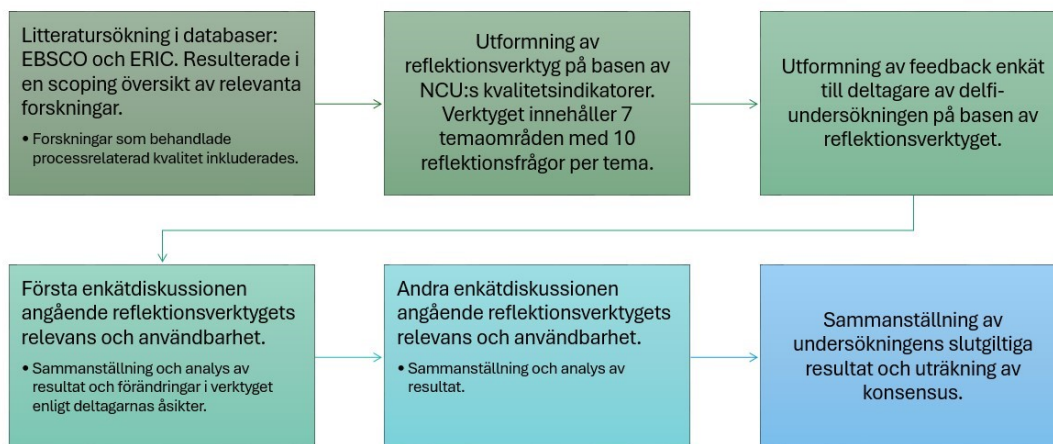 Litteratursökning i databaser:
EBSCO och ERIC. Resulterade i
en scoping översikt av relevanta
forskningar.
• Forskningar som behandlade
processrelaterad kvalitet inkluderades.
Utformning av
reflektionsverktyg på basen av
NCU:s kvalitetsindikatorer.
Verktyget innehåller 7
temaområden med 10
reflektionsfrågor per tema.
Utformning av feedback enkät
till deltagare av delfi-
undersökningen på basen av
reflektionsverktyget.
Första enkätdiskussionen
angående reflektionsverktygets
relevans och användbarhet.
• Sammanställning och analys av
resultat och förändringar i verktyget
enligt deltagarnas åsikter.
Andra enkätdiskussionen
angående reflektionsverktygets
relevans och användbarhet.
• Sammanställning och analys av
resultat.
Sammanställning av
undersökningens slutgiltiga
resultat och uträkning av
konsensus.